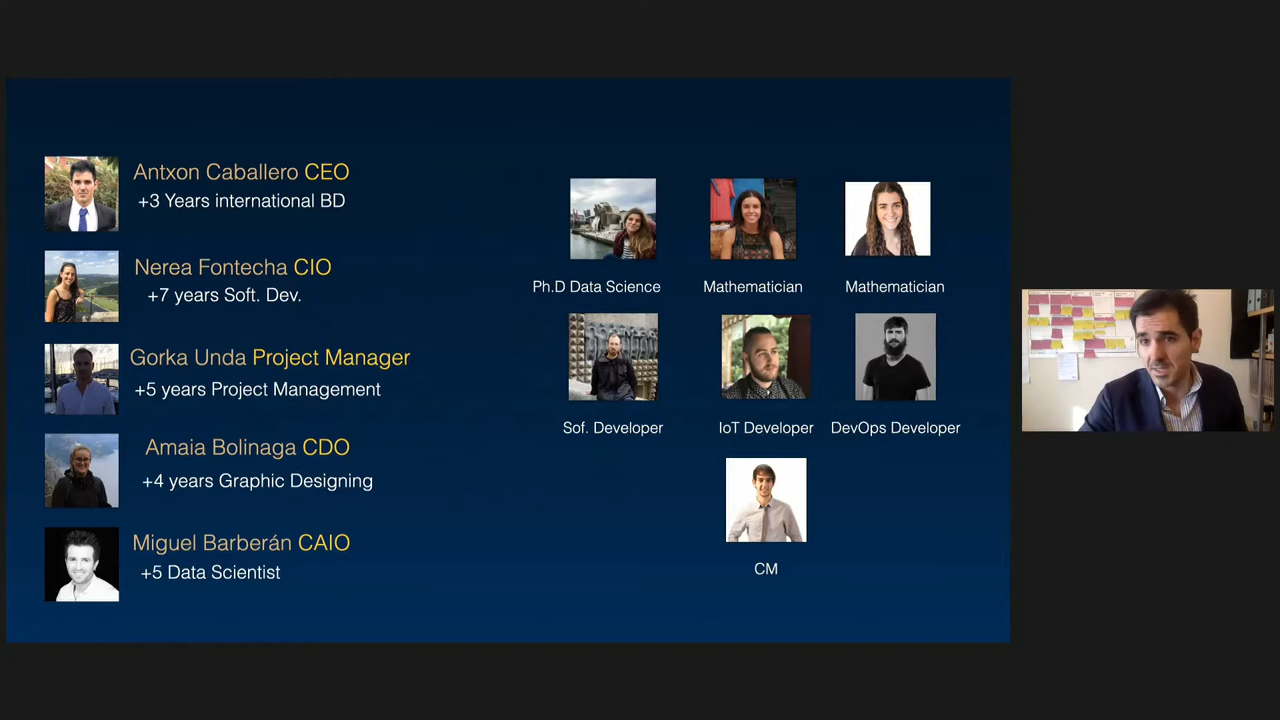 Antxon Caballero CEO
+3 Years international BD
Nerea Fontecha CIO
+7 years Soft. Dev.
Gorka Unda Project Manager
+5 years Project Management
Amaia Bolinaga CDO
+4 years Graphic Designing
Miguel Barberán CAIO
+5 Data Scientist
Ph.D Data Science
Mathematician
Mathematician
Sof. Developer
IoT Developer
DevOps Developer
CM